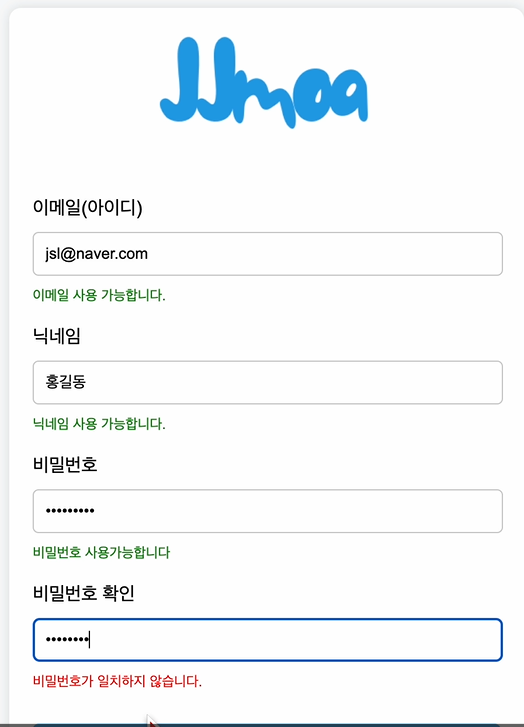 JJmoa
이메일(아이디)
jsl@naver.com
이메일 사용 가능합니다.
닉네임
홍길동
닉네임 사용 가능합니다.
비밀번호
•••••••••
비밀번호 사용가능합니다
비밀번호 확인
••••••••
비밀번호가 일치하지 않습니다.